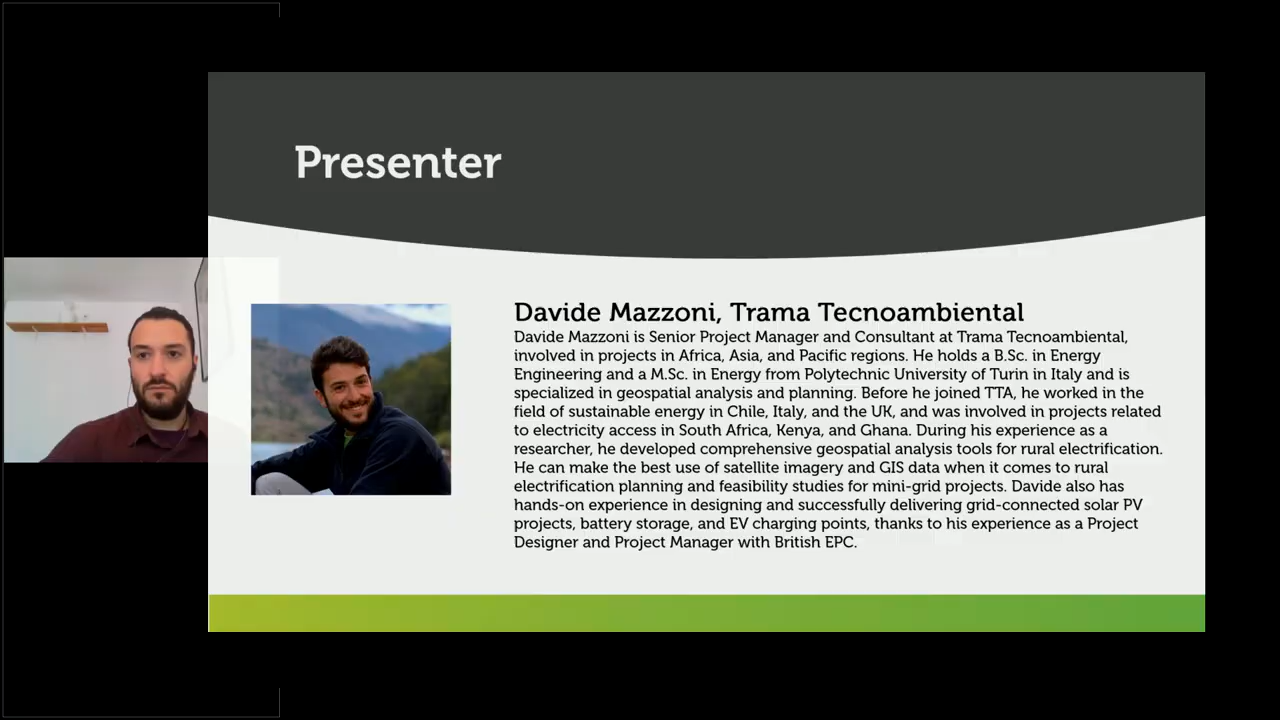 Presenter
Davide Mazzoni, Trama Tecnoambiental
Davide Mazzoni is Senior Project Manager and Consultant at Trama Tecnoambiental,
involved in projects in Africa, Asia, and Pacific regions. He holds a B.Sc. in Energy
Engineering and a M.Sc. in Energy from Polytechnic University of Turin in Italy and is
specialized in geospatial analysis and planning. Before he joined TTA, he worked in the
field of sustainable energy in Chile, Italy, and the UK, and was involved in projects related
to electricity access in South Africa, Kenya, and Ghana. During his experience as a
researcher, he developed comprehensive geospatial analysis tools for rural electrification.
He can make the best use of satellite imagery and GIS data when it comes to rural
electrification planning and feasibility studies for mini-grid projects. Davide also has
hands-on experience in designing and successfully delivering grid-connected solar PV
projects, battery storage, and EV charging points, thanks to his experience as a Project
Designer and Project Manager with British EPC.